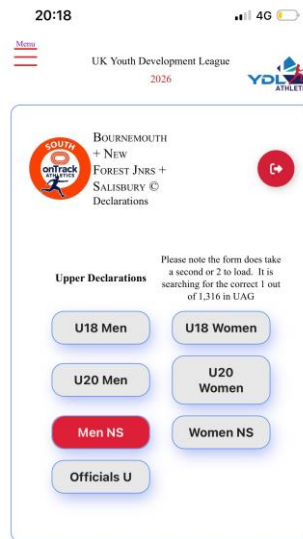 20:18
4G
Menu
UK Youth Development League
2026
YDL
ATHLET
SOUTH
onTrack
ATHLETICS
BOURNEMOUTH
+ NEW
FOREST JNRS +
SALISBURY ©
Declarations
Upper Declarations
Please note the form does take
a second or 2 to load. It is
searching for the correct 1 out
of 1,316 in UAG
U18 Men
U18 Women
U20 Men
U20
Women
Men NS
Women NS
Officials U